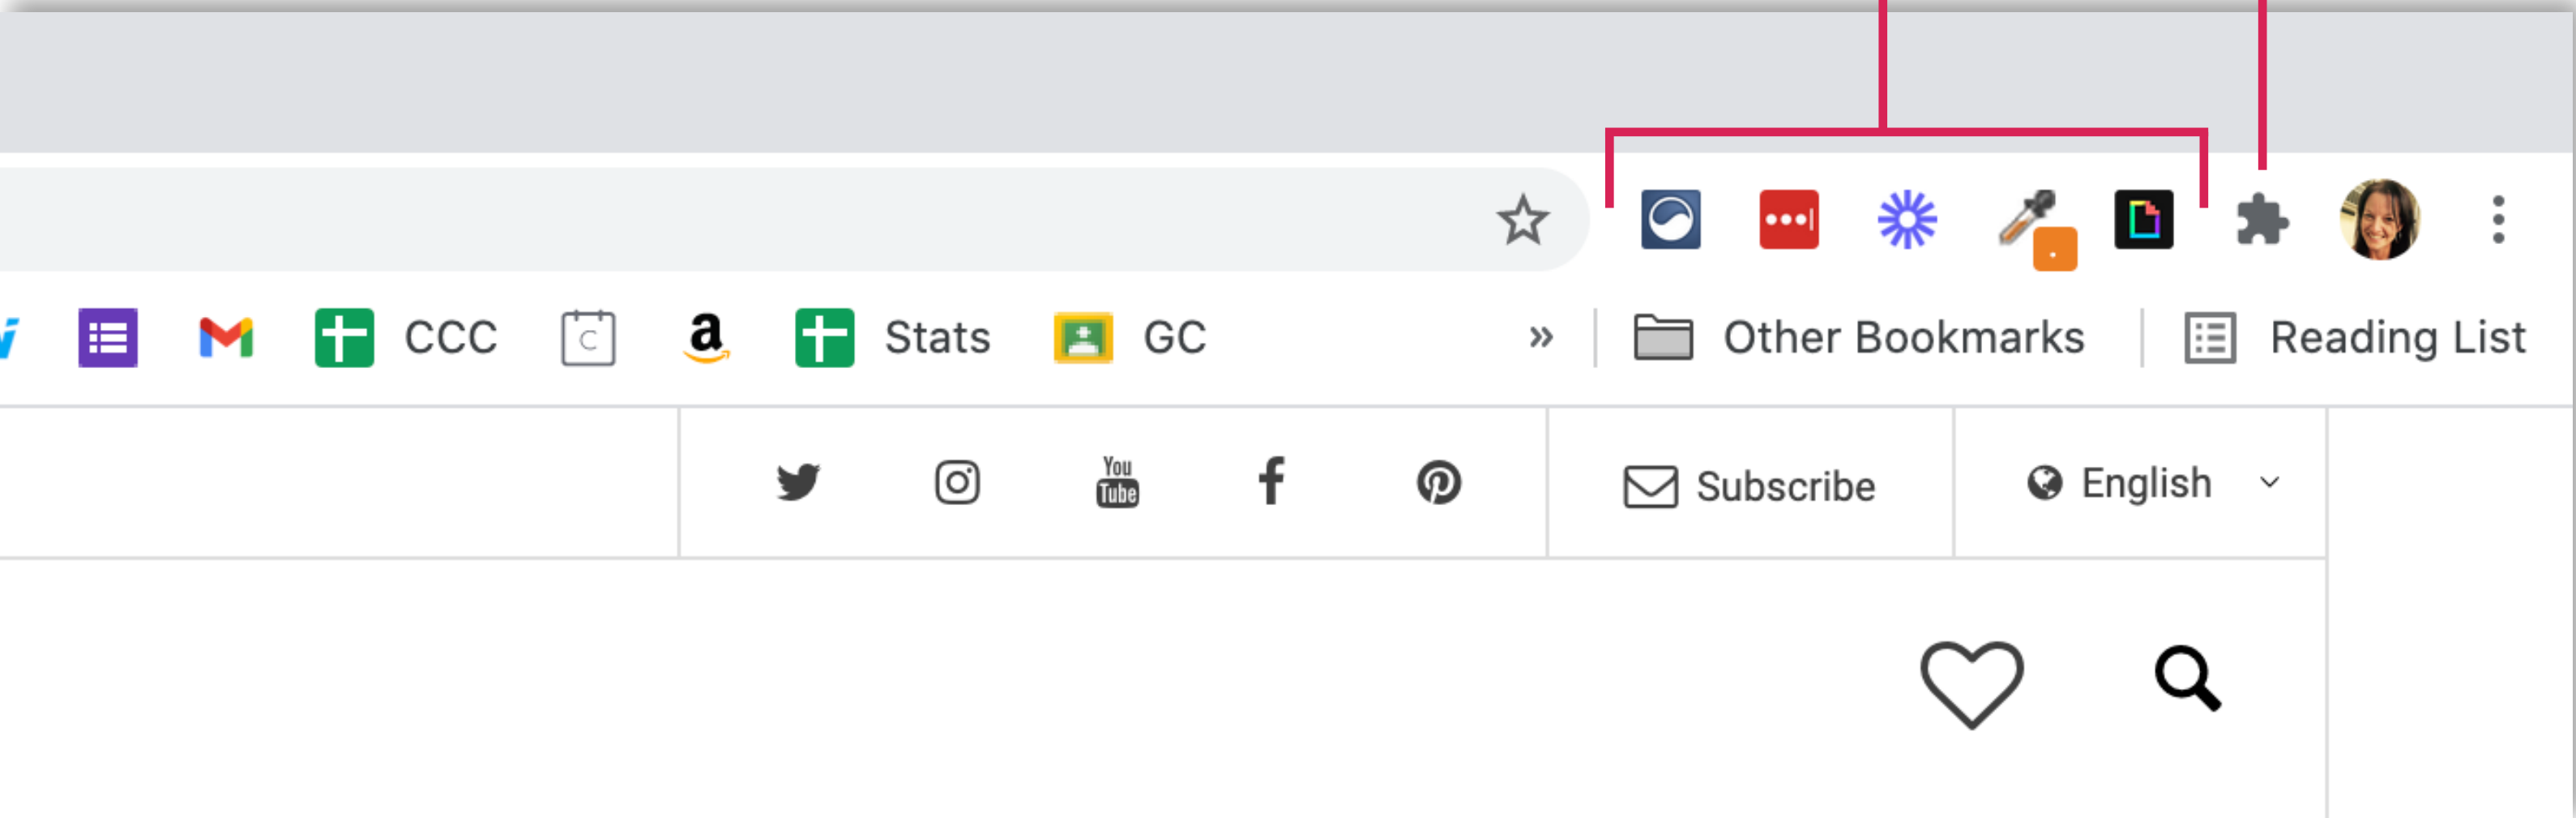 CCC
C
a
Stats
GC
»
Other Bookmarks
Reading List
You
Tube
Subscribe
English